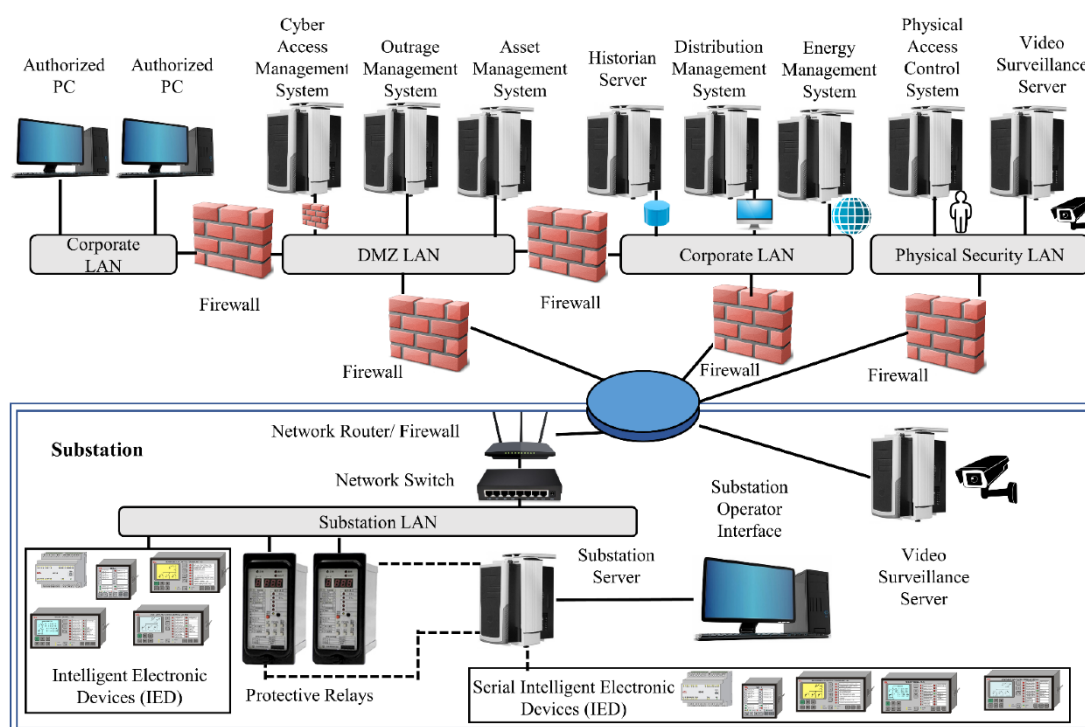 Authorized
PC
Authorized
PC
Cyber
Access
Management
System
Outrage
Management
System
Asset
Management
System
Historian
Server
Distribution
Management
System
Energy
Management
System
Physical
Access
Control
System
Video
Surveillance
Server
Corporate
LAN
DMZ LAN
Corporate LAN
Physical Security LAN
Firewall
Firewall
Firewall
Firewall
Firewall
Substation
Network Router/ Firewall
Network Switch
Substation LAN
Substation
Operator
Interface
Substation
Server
Video
Surveillance
Server
Intelligent Electronic
Devices (IED)
Protective Relays
Serial Intelligent Electronic
Devices (IED)